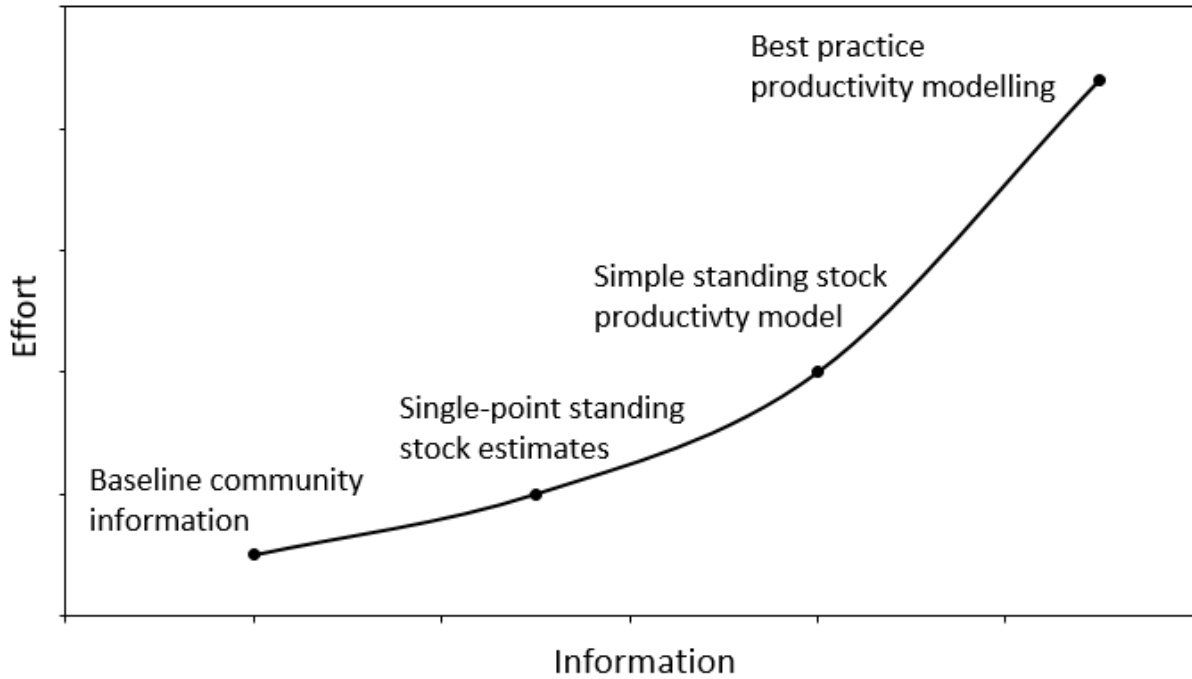 Best practice
productivity modelling
Simple standing stock
productivty model
Single-point standing
stock estimates
Baseline community
information
Effort
Information